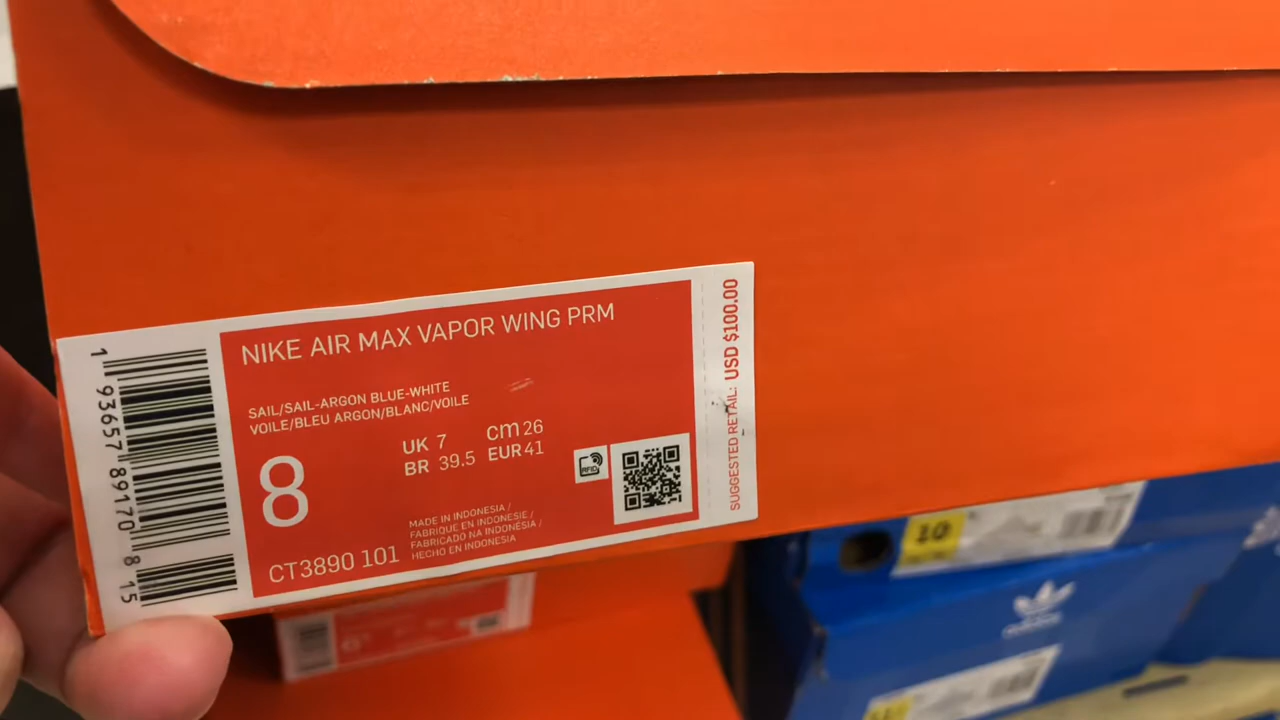 NIKE AIR MAX VAPOR WING PRM
SAIL/SAIL-ARGON BLUE-WHITE
VOILE/BLEU ARGON/BLANC/VOILE
8
UK 7
cm 26
BR 39.5
EUR 41
RFID
CT3890 101
MADE IN INDONESIA /
FABRIQUE EN INDONESIE /
FABRICADO NA INDONESIA /
HECHO EN INDONESIA
SUGGESTED RETAIL: USD $100.00
1 93657 89170 8 15
10
adidas